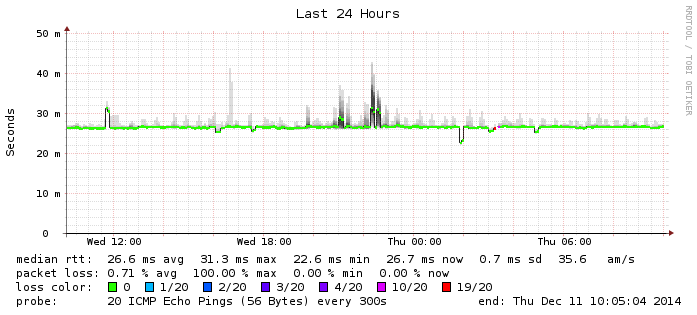 Last 24 Hours
RRDTOOL / TOBI OETIKER
Seconds
50 m
40 m
30 m
20 m
10 m
0
Wed 12:00 Wed 18:00 Thu 00:00 Thu 06:00
median rtt: 26.6 ms avg 31.3 ms max 22.6 ms min 26.7 ms now 0.7 ms sd 35.6 am/s
packet loss: 0.71 % avg 100.00 % max 0.00 % min 0.00 % now
loss color: 0 1/20 2/20 3/20 4/20 10/20 19/20
probe: 20 ICMP Echo Pings (56 Bytes) every 300s end: Thu Dec 11 10:05:04 2014